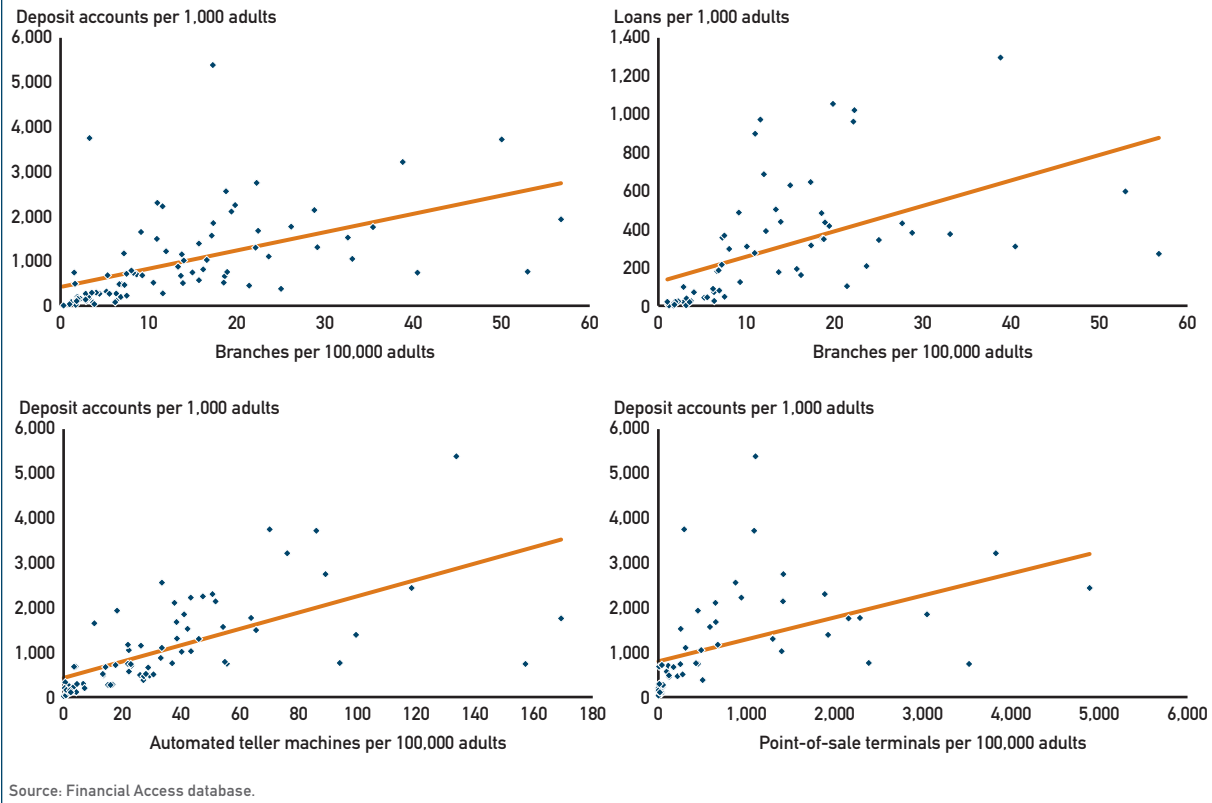 Deposit accounts per 1,000 adults
6,000
5,000
4,000
3,000
2,000
1,000
0
0 10 20 30 40 50 60
Branches per 100,000 adults
Loans per 1,000 adults
1,400
1,200
1,000
800
600
400
200
0
0 10 20 30 40 50 60
Branches per 100,000 adults
Deposit accounts per 1,000 adults
6,000
5,000
4,000
3,000
2,000
1,000
0
0 20 40 60 80 100 120 140 160 180
Automated teller machines per 100,000 adults
Deposit accounts per 1,000 adults
6,000
5,000
4,000
3,000
2,000
1,000
0
0 1,000 2,000 3,000 4,000 5,000 6,000
Point-of-sale terminals per 100,000 adults
Source: Financial Access database.